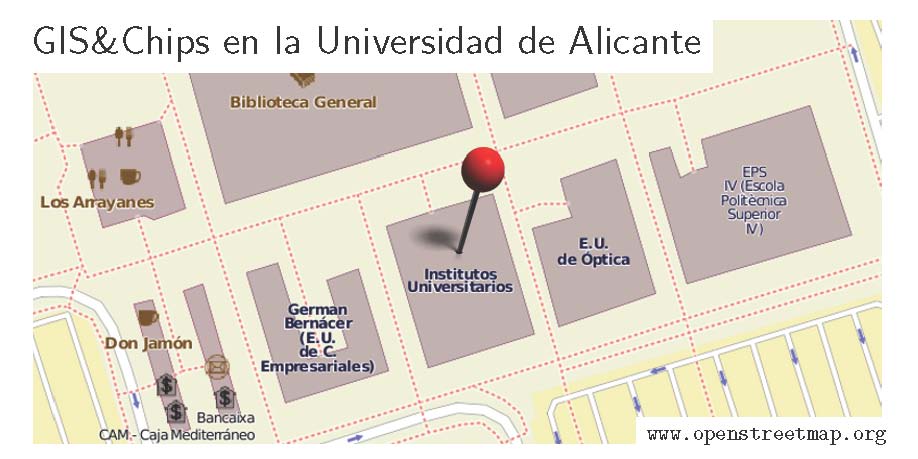 GIS&Chips en la Universidad de Alicante
Biblioteca General
Los Arrayanes
EPS
IV (Escola
Politècnica
Superior
IV)
E.U.
de Óptica
Institutos
Universitarios
German
Bernácer
(E.U.
de C.
Empresariales)
Don Jamón
$
$
$
Bancaixa
CAM - Caja Mediterráneo
www.openstreetmap.org